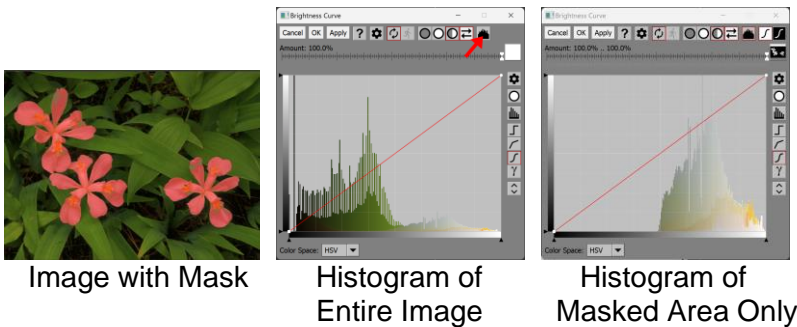 Brightness Curve
Cancel OK Apply ?
Amount: 100.0%
Color Space: HSV
Brightness Curve
Cancel OK Apply ?
Amount: 100.0% .. 100.0%
Color Space: HSV
Image with Mask
Histogram of
Entire Image
Histogram of
Masked Area Only